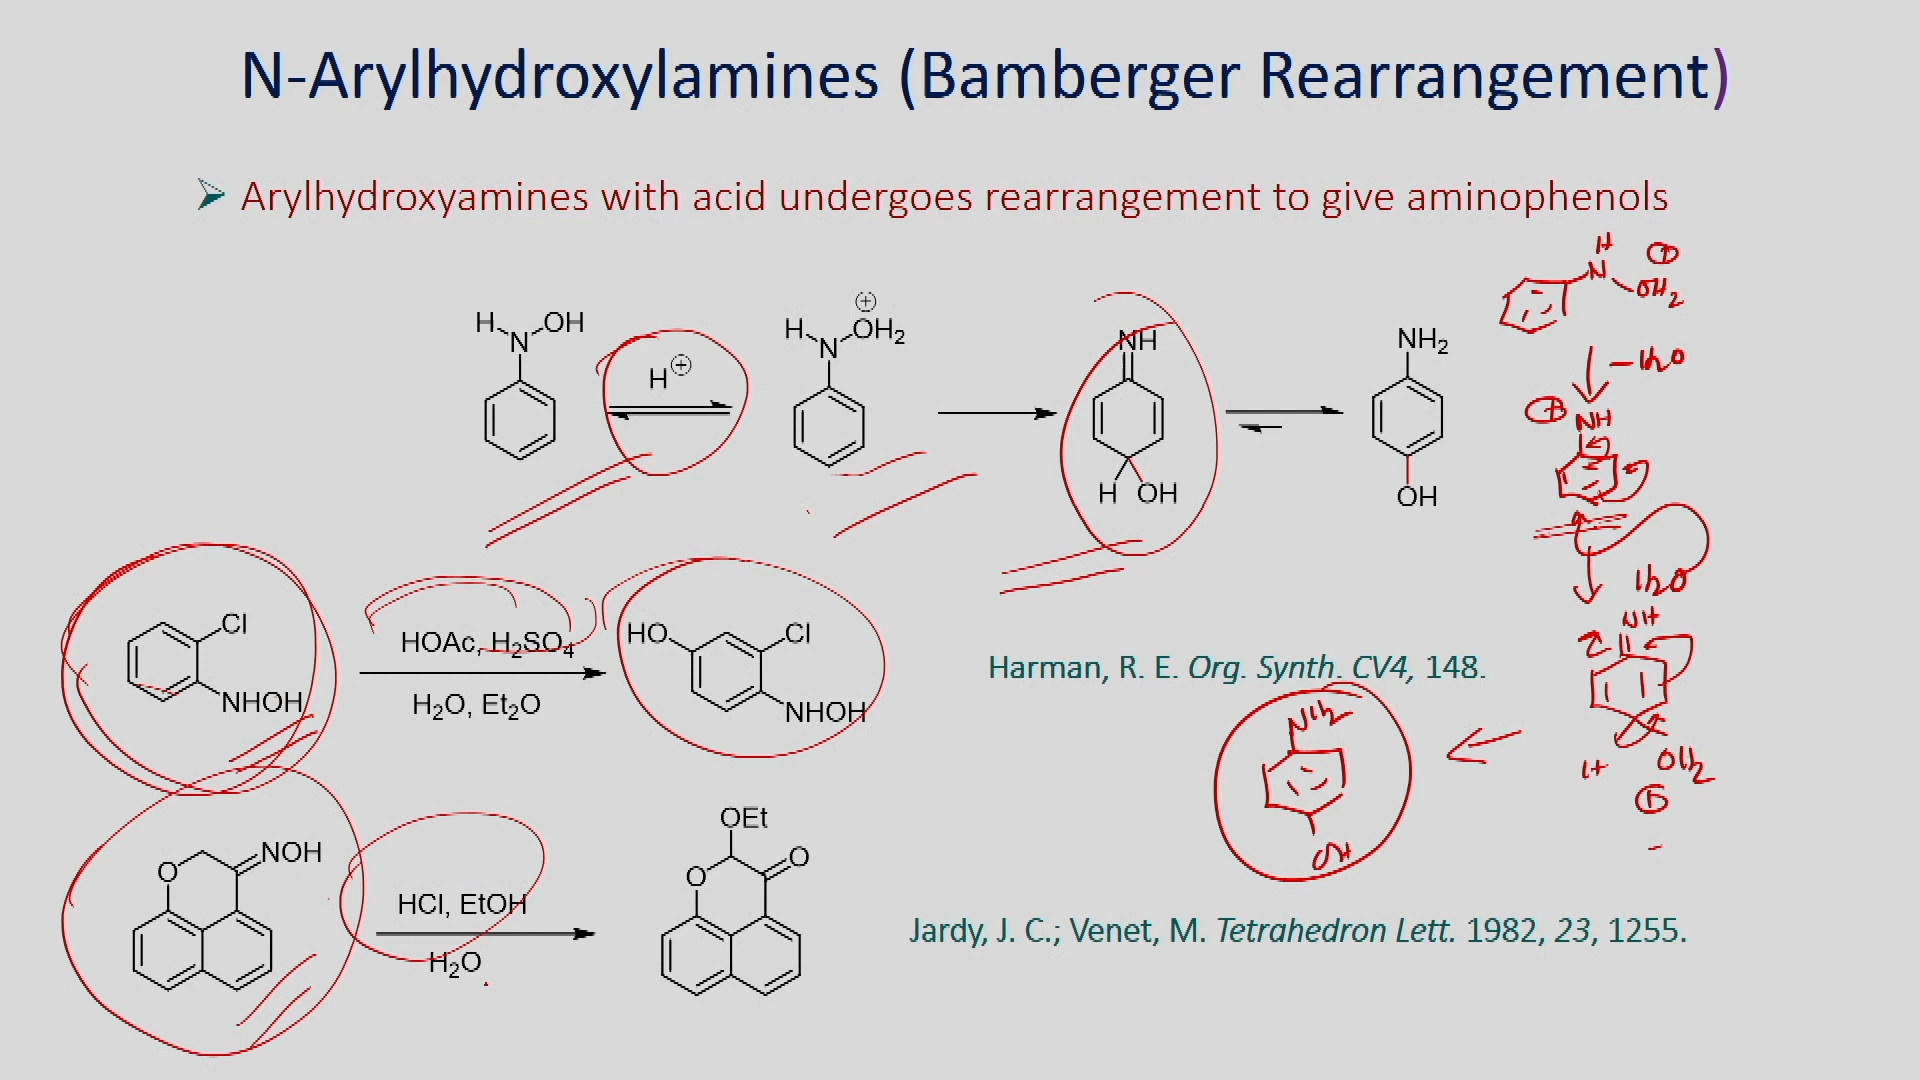 N-Arylhydroxylamines (Bamberger Rearrangement)
Arylhydroxyamines with acid undergoes rearrangement to give aminophenols
H N OH
H⊕
H N OH2 ⊕
NH
H OH
NH2
OH
H N OH2 ⊕
-H2O
⊕ NH
H2O
NH
H OH2
⊕
Cl
NHOH
HOAc, H2SO4
H2O, Et2O
HO Cl
NHOH
Harman, R. E. Org. Synth. CV4, 148.
NH2
OH
O NOH
HCl, EtOH
H2O
OEt
O O
Jardy, J. C.; Venet, M. Tetrahedron Lett. 1982, 23, 1255.